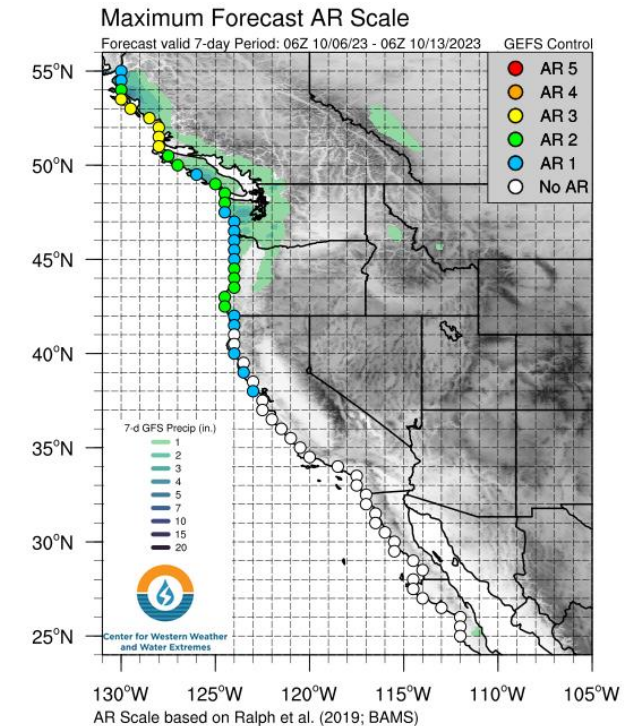 Maximum Forecast AR Scale
Forecast valid 7-day Period: 06Z 10/06/23 - 06Z 10/13/2023 GEFS Control
AR 5
AR 4
AR 3
AR 2
AR 1
No AR
55°N
50°N
45°N
40°N
35°N
30°N
25°N
7-d GFS Precip (in.)
1
2
3
4
5
7
10
15
20
Center for Western Weather
and Water Extremes
130°W 125°W 120°W 115°W 110°W 105°W
AR Scale based on Ralph et al. (2019; BAMS)